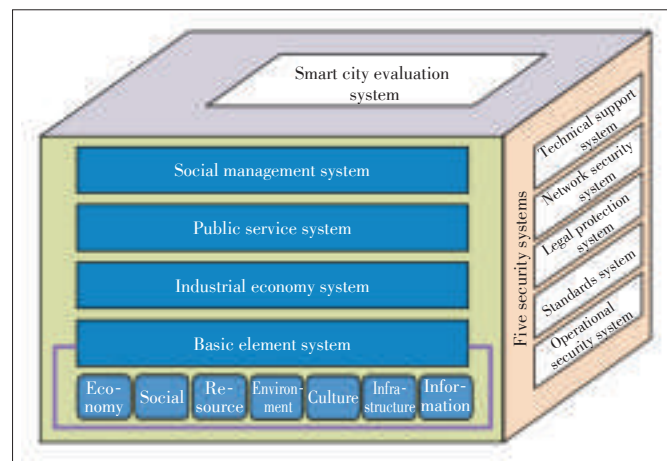 Smart city evaluation
system
Social management system
Public service system
Industrial economy system
Basic element system
Eco-
nomy
Social
Re-
source
Environ-
ment
Culture
Infra-
structure
Infor-
mation
Five security systems
Technical support
system
Network security
system
Legal protection
system
Standards system
Operational
security system